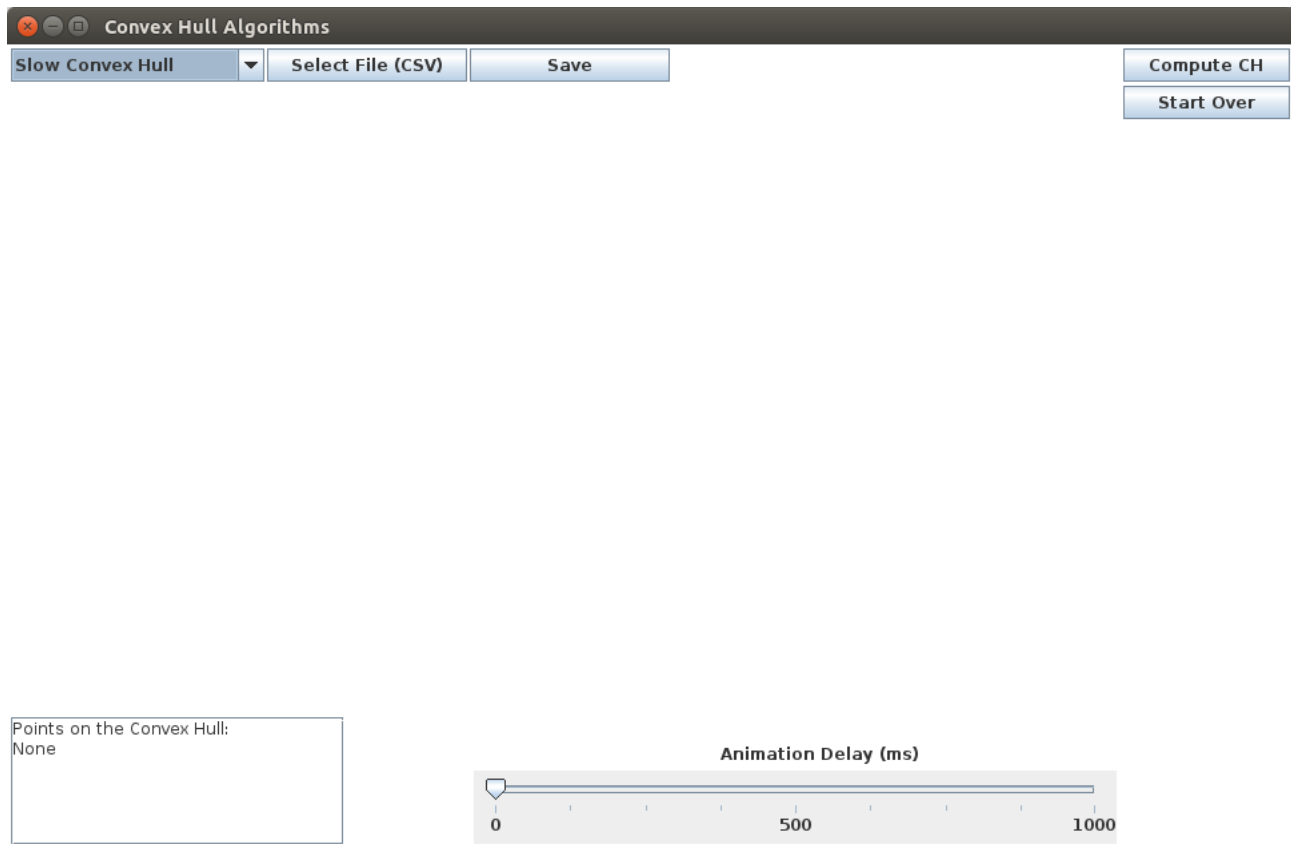 Convex Hull Algorithms
Slow Convex Hull Select File (CSV) Save Compute CH
Start Over
Points on the Convex Hull:
None
Animation Delay (ms)
0 500 1000